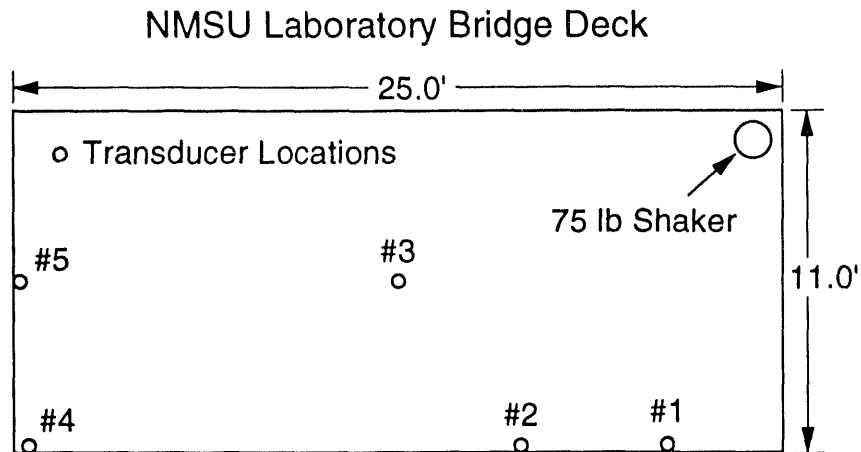 NMSU Laboratory Bridge Deck
25.0'
Transducer Locations
75 lb Shaker
#5
#3
11.0'
#4
#2
#1